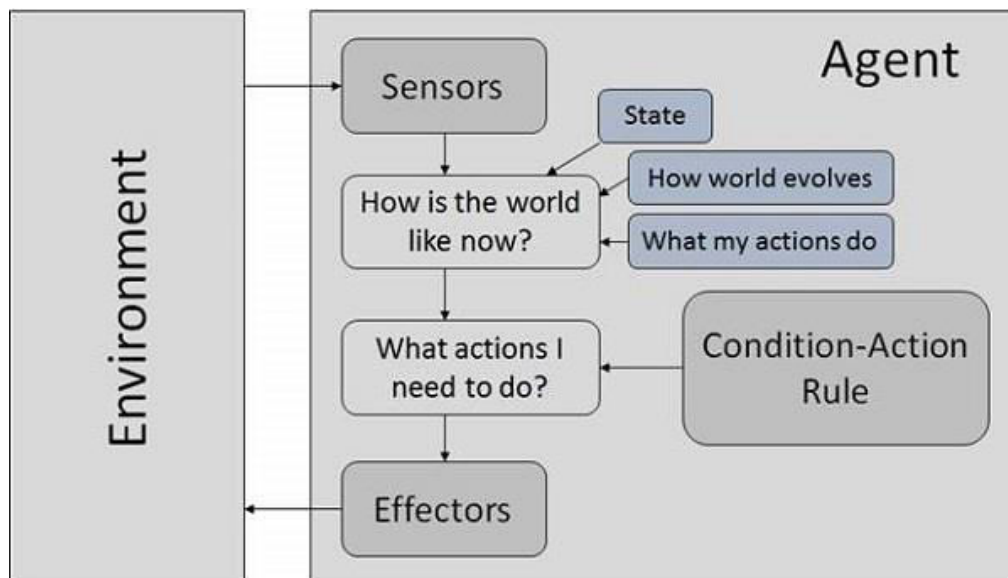 Environment
Agent
Sensors
State
How world evolves
How is the world
like now?
What my actions do
Condition-Action
Rule
What actions I
need to do?
Effectors